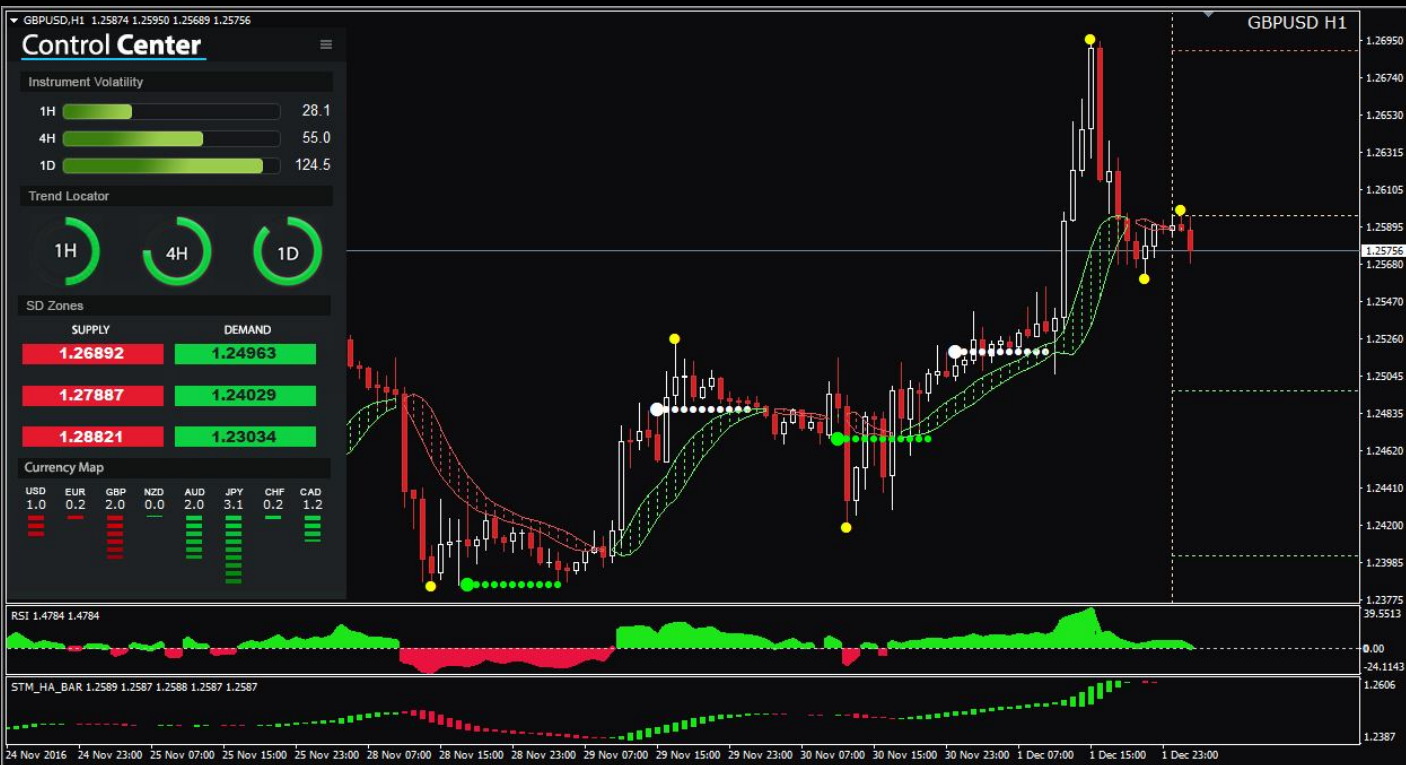 GBPUSD,H1 1.25874 1.25950 1.25689 1.25756
GBPUSD H1
Control Center
Instrument Volatility
1H 28.1
4H 55.0
1D 124.5
Trend Locator
1H 4H 1D
SD Zones
SUPPLY DEMAND
1.26892 1.24963
1.27887 1.24029
1.28821 1.23034
Currency Map
USD EUR GBP NZD AUD JPY CHF CAD
1.0 0.2 2.0 0.0 2.0 3.1 0.2 1.2
1.26950
1.26740
1.26530
1.26315
1.26105
1.25895
1.25756
1.25680
1.25470
1.25260
1.25045
1.24835
1.24620
1.24410
1.24200
1.23985
1.23775
RSI 1.4784 1.4784
39.5513
0.00
-24.1143
STM_HA_BAR 1.2589 1.2587 1.2588 1.2587 1.2587
1.2606
1.2387
24 Nov 2016 24 Nov 23:00 25 Nov 07:00 25 Nov 15:00 25 Nov 23:00 28 Nov 07:00 28 Nov 15:00 28 Nov 23:00 29 Nov 07:00 29 Nov 15:00 29 Nov 23:00 30 Nov 07:00 30 Nov 15:00 30 Nov 23:00 1 Dec 07:00 1 Dec 15:00 1 Dec 23:00